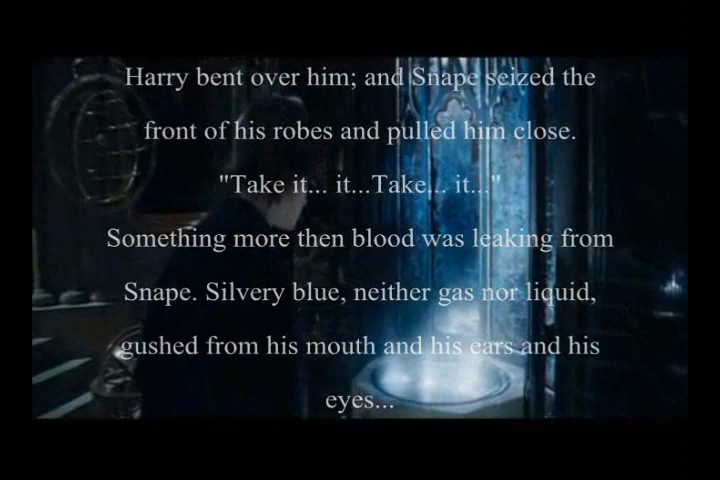 Harry bent over him; and Snape seized the
front of his robes and pulled him close.
"Take it... it...Take... it..."
Something more then blood was leaking from
Snape. Silvery blue, neither gas nor liquid,
gushed from his mouth and his ears and his
eyes...